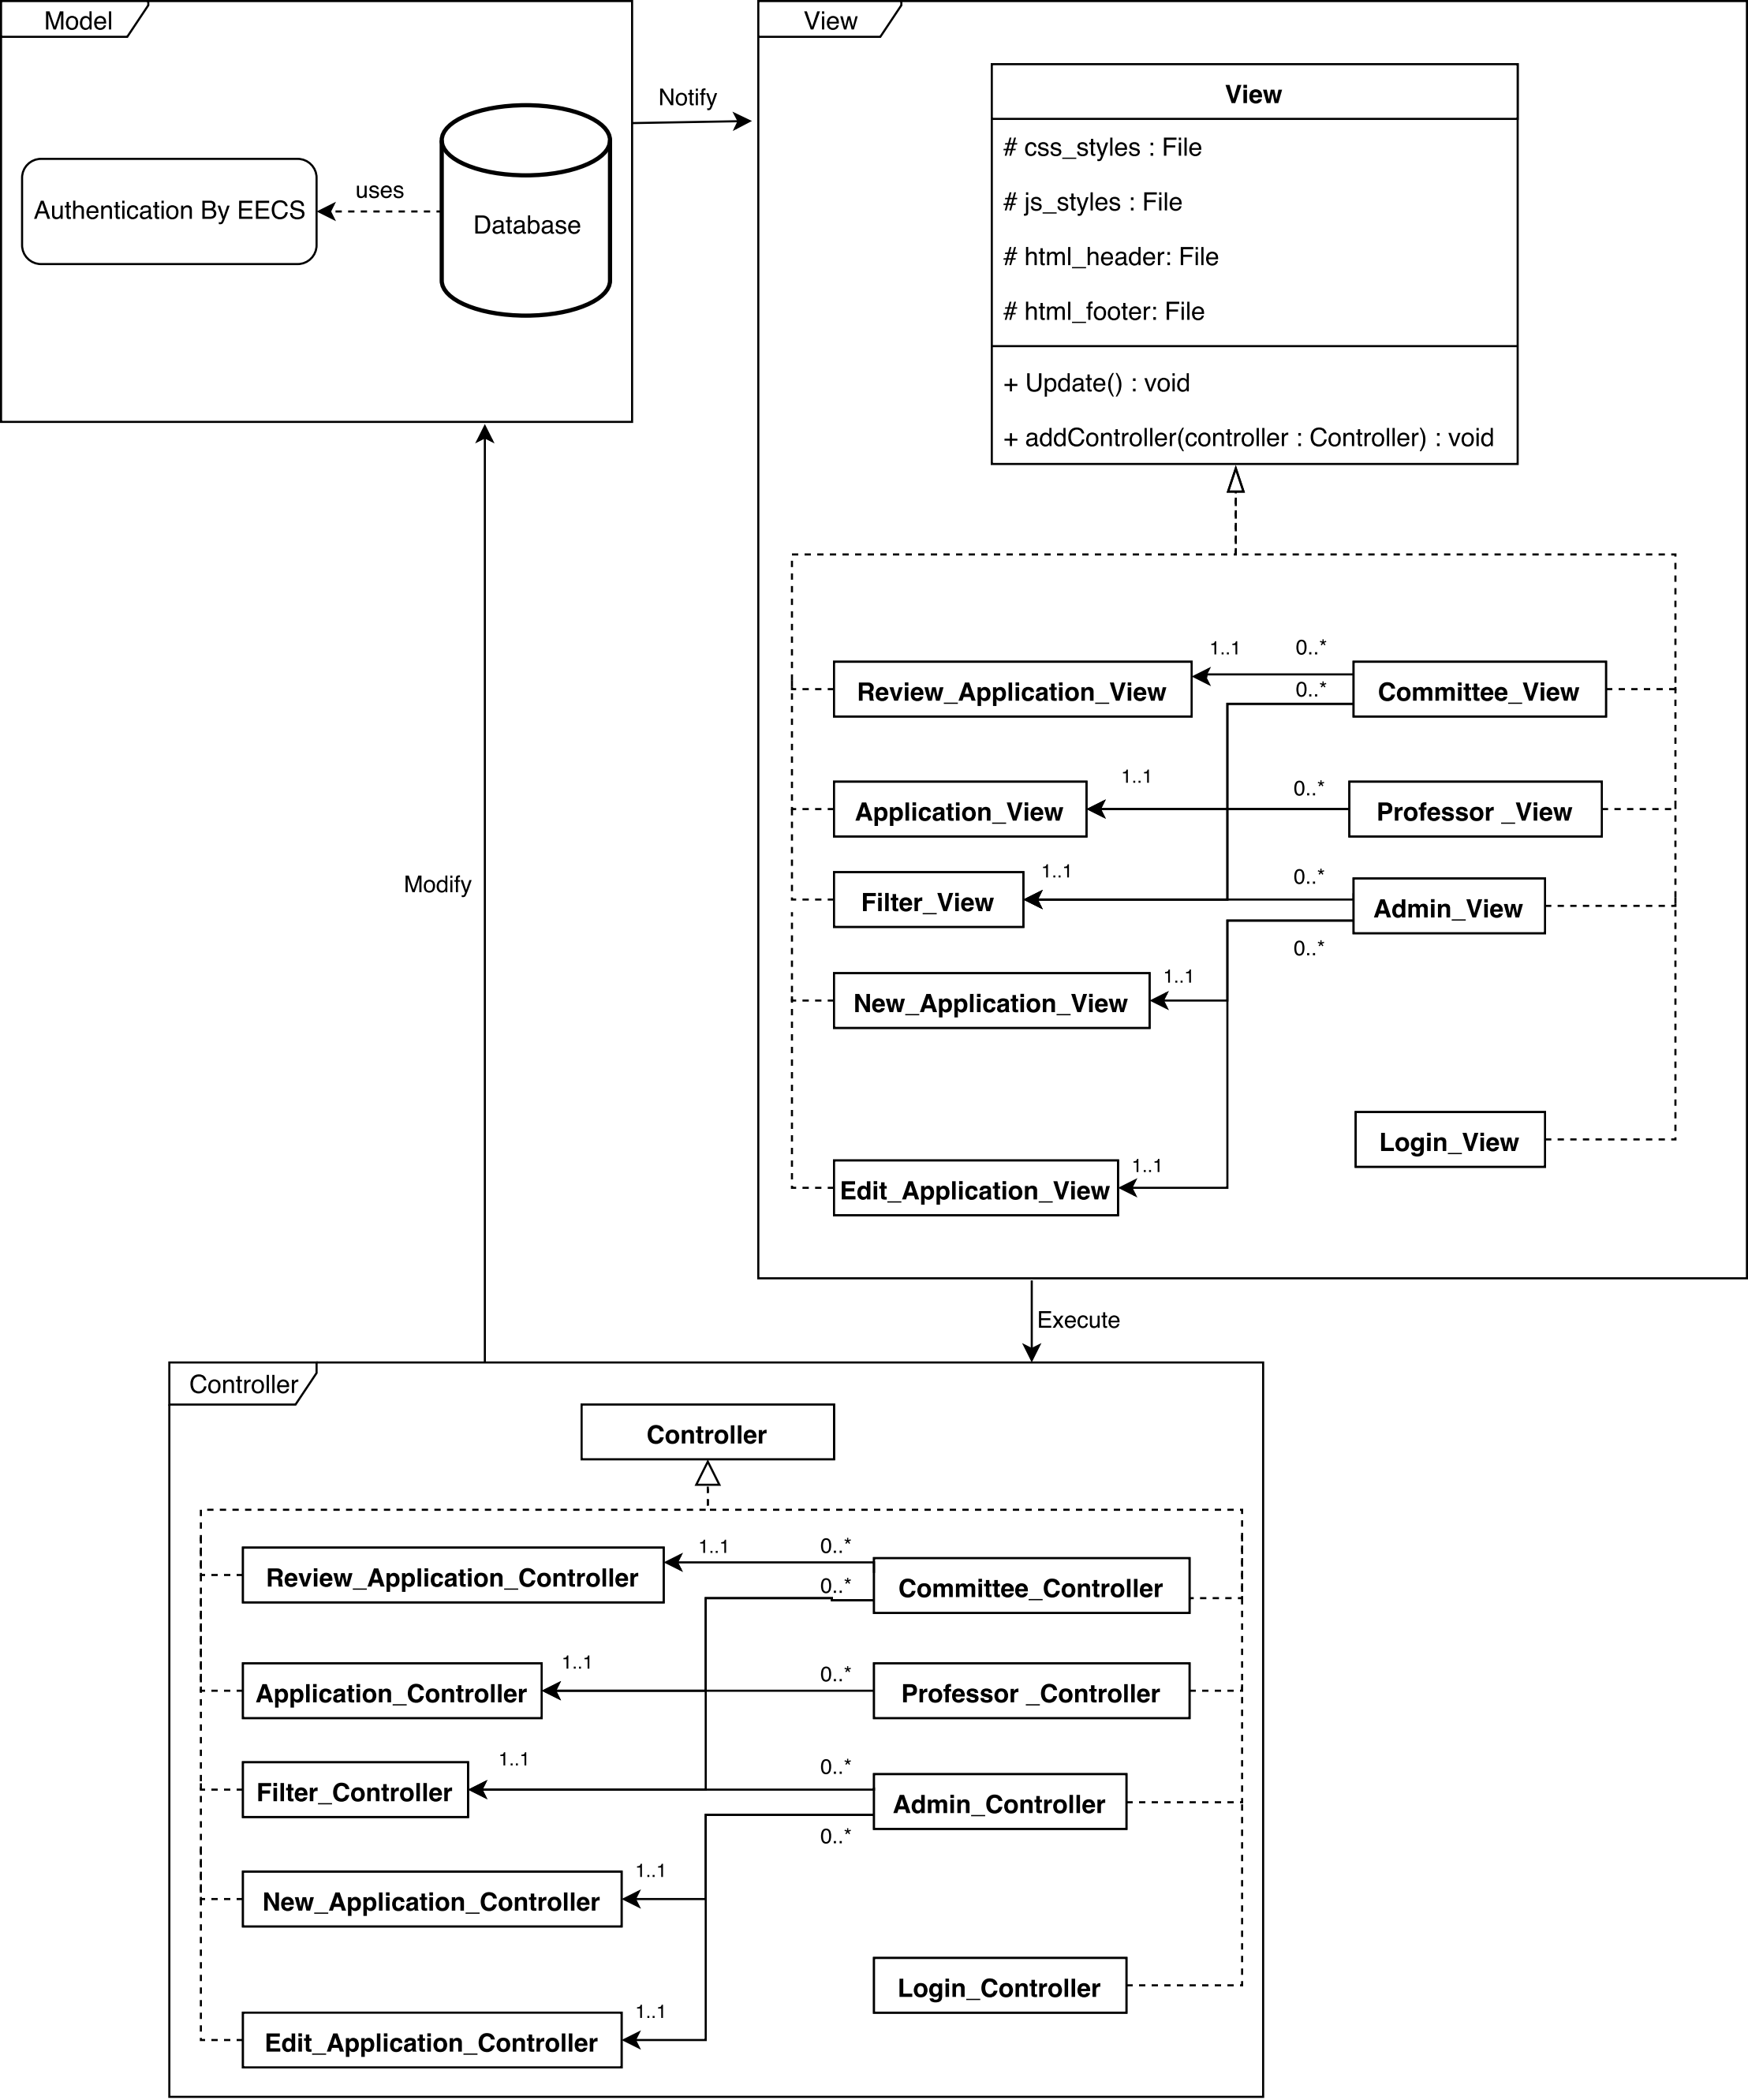 Model
Authentication By EECS
uses
Database
Notify
View
View
# css_styles : File
# js_styles : File
# html_header: File
# html_footer: File
+ Update() : void
+ addController(controller : Controller) : void
1..1
0..*
Review_Application_View
0..*
Committee_View
1..1
0..*
Application_View
Professor _View
1..1
0..*
Filter_View
Admin_View
0..*
1..1
New_Application_View
Login_View
1..1
Edit_Application_View
Modify
Execute
Controller
Controller
1..1
0..*
Review_Application_Controller
0..*
Committee_Controller
1..1
0..*
Application_Controller
Professor _Controller
1..1
0..*
Filter_Controller
Admin_Controller
0..*
1..1
New_Application_Controller
Login_Controller
1..1
Edit_Application_Controller